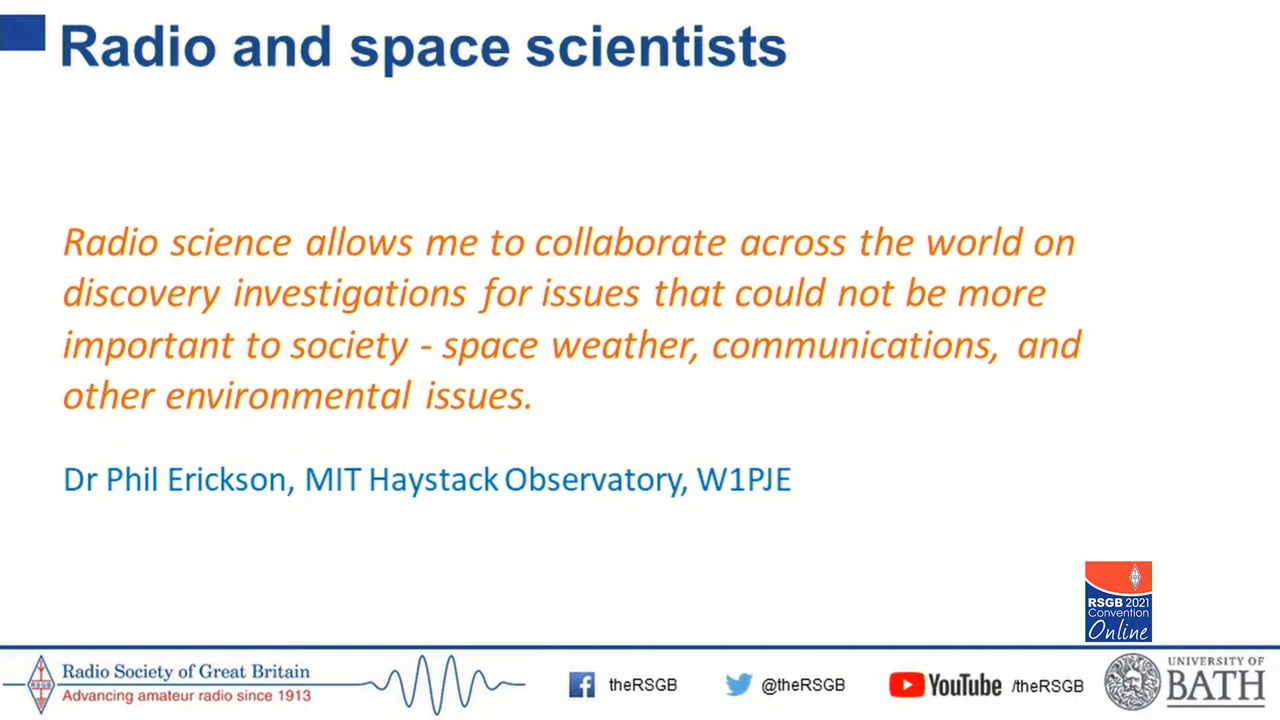 Radio and space scientists
Radio science allows me to collaborate across the world on
discovery investigations for issues that could not be more
important to society - space weather, communications, and
other environmental issues.
Dr Phil Erickson, MIT Haystack Observatory, W1PJE
RSGB 2021
Convention
Online
RSGB
Radio Society of Great Britain
Advancing amateur radio since 1913
theRSGB
@theRSGB
YouTube /theRSGB
UNIVERSITY OF
BATH